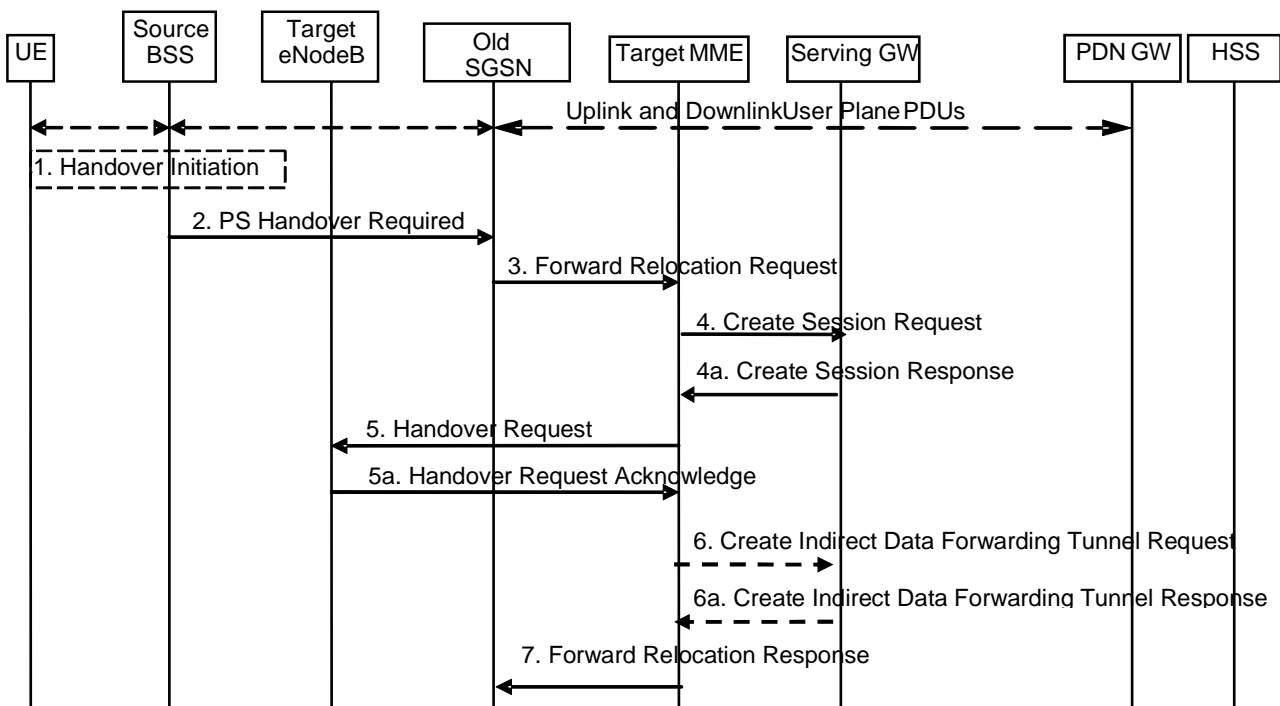 UE
Source
BSS
Target
eNodeB
Old
SGSN
Target MME
Serving GW
PDN GW
HSS
Uplink and DownlinkUser Plane PDUs
1. Handover Initiation
2. PS Handover Required
3. Forward Relocation Request
4. Create Session Request
4a. Create Session Response
5. Handover Request
5a. Handover Request Acknowledge
6. Create Indirect Data Forwarding Tunnel Request
6a. Create Indirect Data Forwarding Tunnel Response
7. Forward Relocation Response